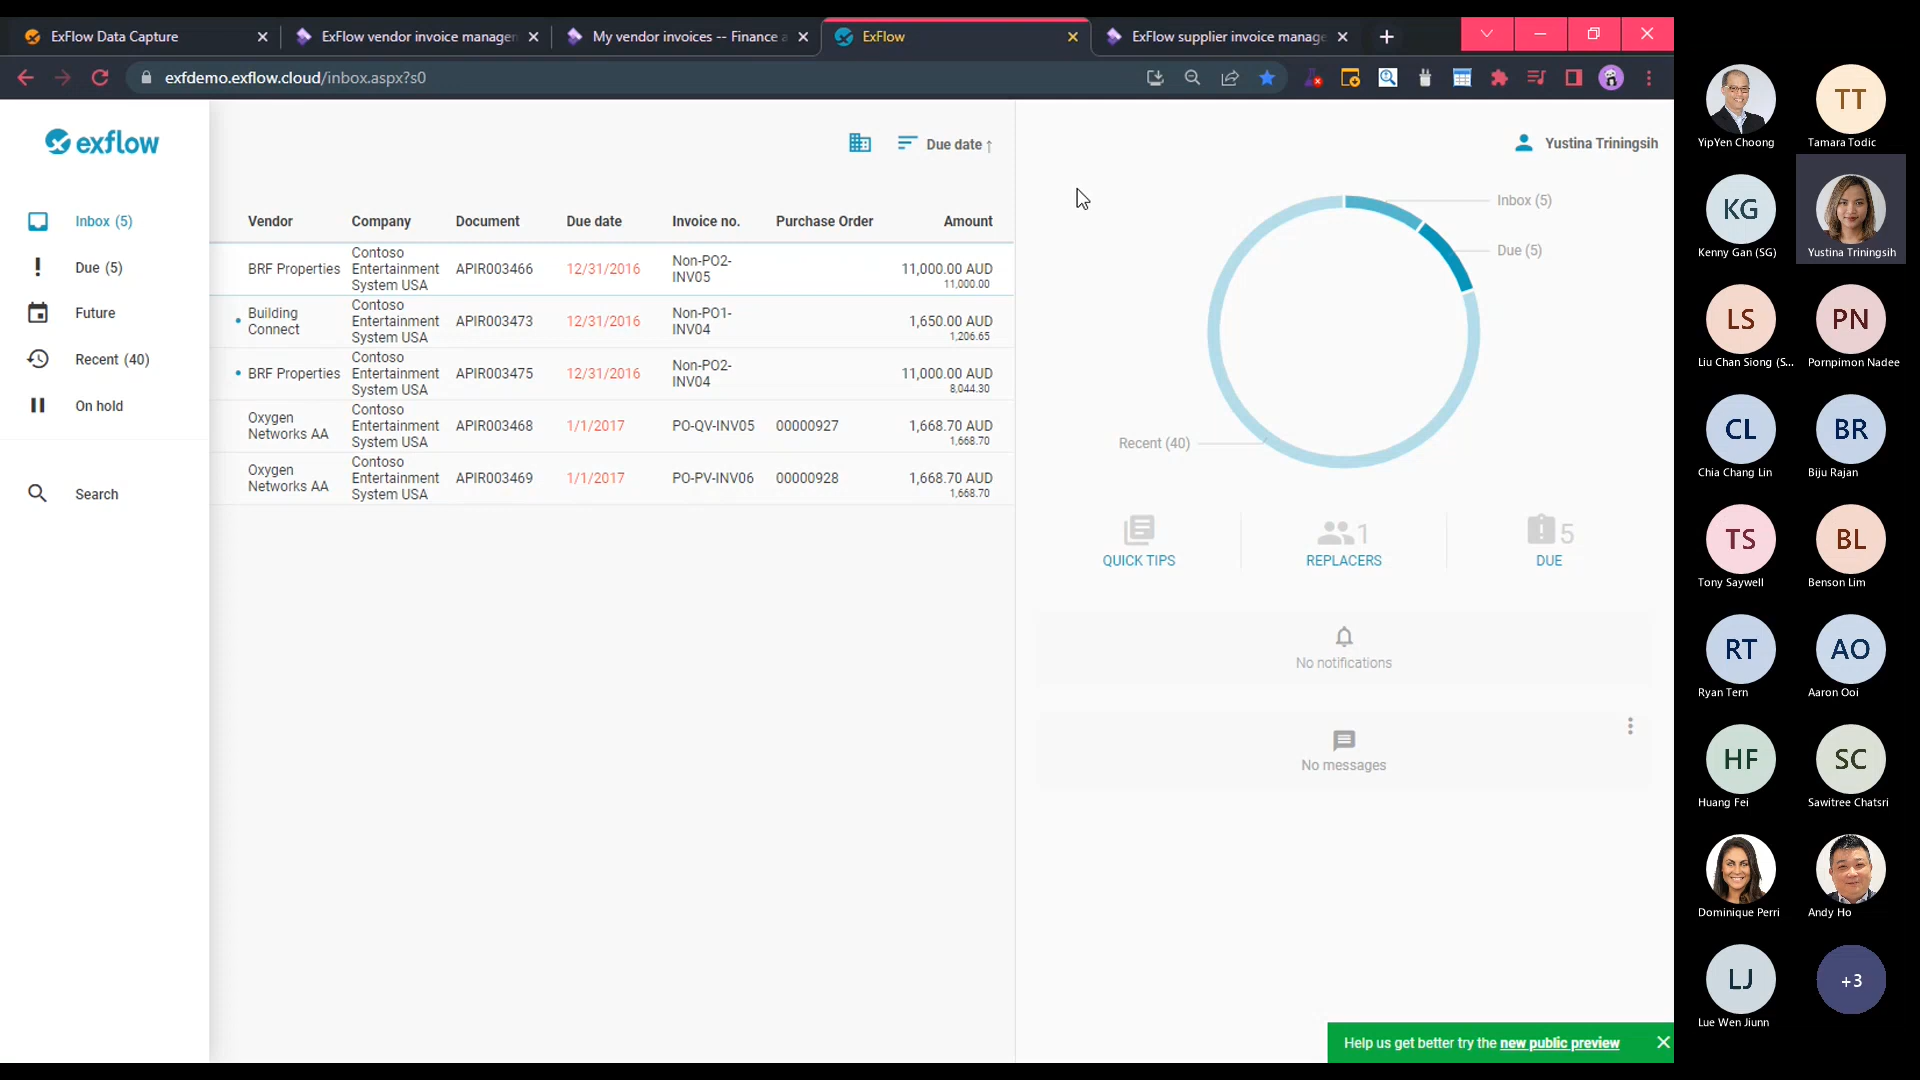 ExFlow Data Capture
ExFlow vendor invoice managen
My vendor invoices -- Finance a
ExFlow
ExFlow supplier invoice manage
exfdemo.exflow.cloud/inbox.aspx?s0
exflow
Inbox (5)
Due (5)
Future
Recent (40)
On hold
Search
Due date ↑
Vendor Company Document Due date Invoice no. Purchase Order Amount
BRF Properties
Contoso
Entertainment
System USA
APIR003466
12/31/2016
Non-PO2-
INV05
11,000.00 AUD
11,000.00
Building
Connect
Contoso
Entertainment
System USA
APIR003473
12/31/2016
Non-PO1-
INV04
1,650.00 AUD
1,206.65
BRF Properties
Contoso
Entertainment
System USA
APIR003475
12/31/2016
Non-PO2-
INV04
11,000.00 AUD
8,044.30
Oxygen
Networks AA
Contoso
Entertainment
System USA
APIR003468
1/1/2017
PO-QV-INV05
00000927
1,668.70 AUD
1,668.70
Oxygen
Networks AA
Contoso
Entertainment
System USA
APIR003469
1/1/2017
PO-PV-INV06
00000928
1,668.70 AUD
1,668.70
Yustina Triningsih
Inbox (5)
Due (5)
Recent (40)
QUICK TIPS
1
REPLACERS
5
DUE
No notifications
No messages
Help us get better try the new public preview
YipYen Choong
TT
Tamara Todic
KG
Kenny Gan (SG)
Yustina Triningsih
LS
Liu Chan Siong (S...
PN
Pornpimon Nadee
CL
Chia Chang Lin
BR
Biju Rajan
TS
Tony Saywell
BL
Benson Lim
RT
Ryan Tern
AO
Aaron Ooi
HF
Huang Fei
SC
Sawitree Chatsri
Dominique Perri
Andy Ho
LJ
Lue Wen Jiunn
+3